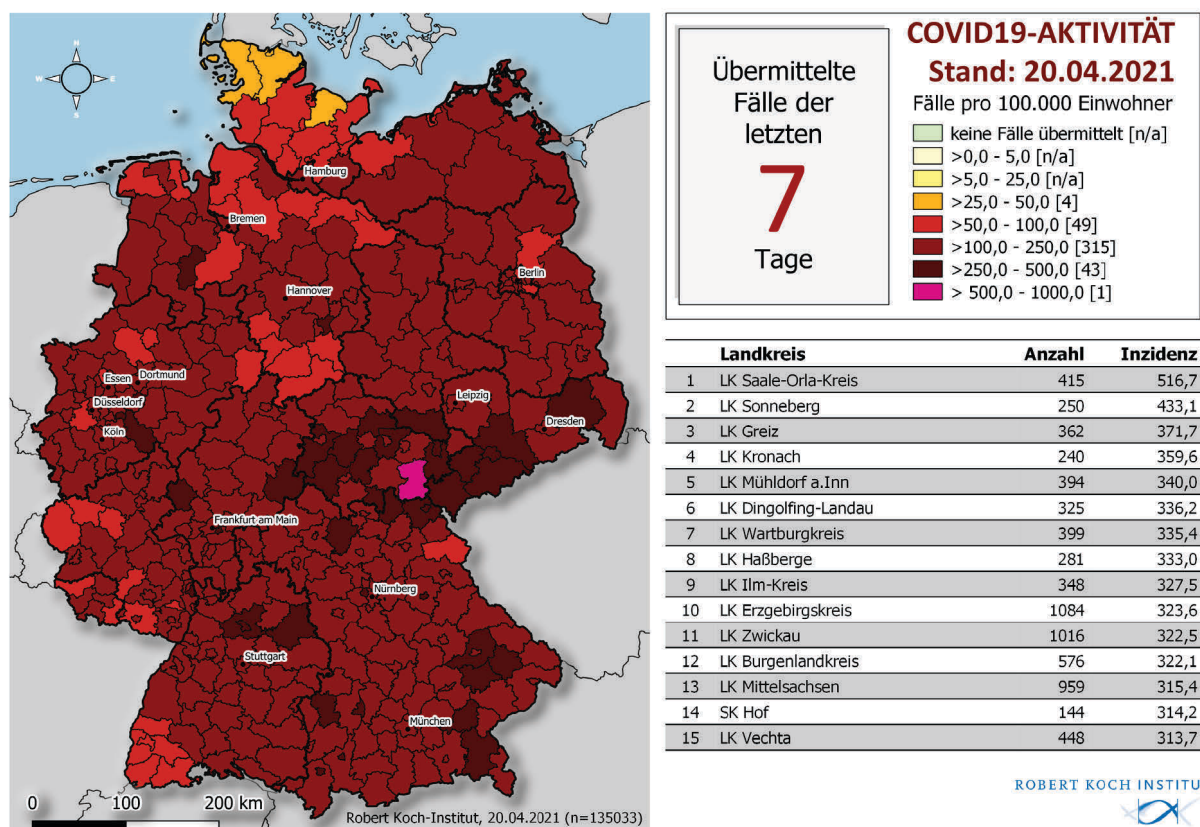 N
W
E
S
Hamburg
Bremen
Berlin
Hannover
Essen
Dortmund
Düsseldorf
Köln
Leipzig
Dresden
Frankfurt am Main
Nürnberg
Stuttgart
München
0 100 200 km
Robert Koch-Institut, 20.04.2021 (n=135033)
Übermittelte
Fälle der
letzten
7
Tage
COVID19-AKTIVITÄT
Stand: 20.04.2021
Fälle pro 100.000 Einwohner
keine Fälle übermittelt [n/a]
>0,0 - 5,0 [n/a]
>5,0 - 25,0 [n/a]
>25,0 - 50,0 [4]
>50,0 - 100,0 [49]
>100,0 - 250,0 [315]
>250,0 - 500,0 [43]
> 500,0 - 1000,0 [1]
Landkreis Anzahl Inzidenz
1 LK Saale-Orla-Kreis 415 516,7
2 LK Sonneberg 250 433,1
3 LK Greiz 362 371,7
4 LK Kronach 240 359,6
5 LK Mühldorf a.Inn 394 340,0
6 LK Dingolfing-Landau 325 336,2
7 LK Wartburgkreis 399 335,4
8 LK Haßberge 281 333,0
9 LK Ilm-Kreis 348 327,5
10 LK Erzgebirgskreis 1084 323,6
11 LK Zwickau 1016 322,5
12 LK Burgenlandkreis 576 322,1
13 LK Mittelsachsen 959 315,4
14 SK Hof 144 314,2
15 LK Vechta 448 313,7
ROBERT KOCH INSTITU